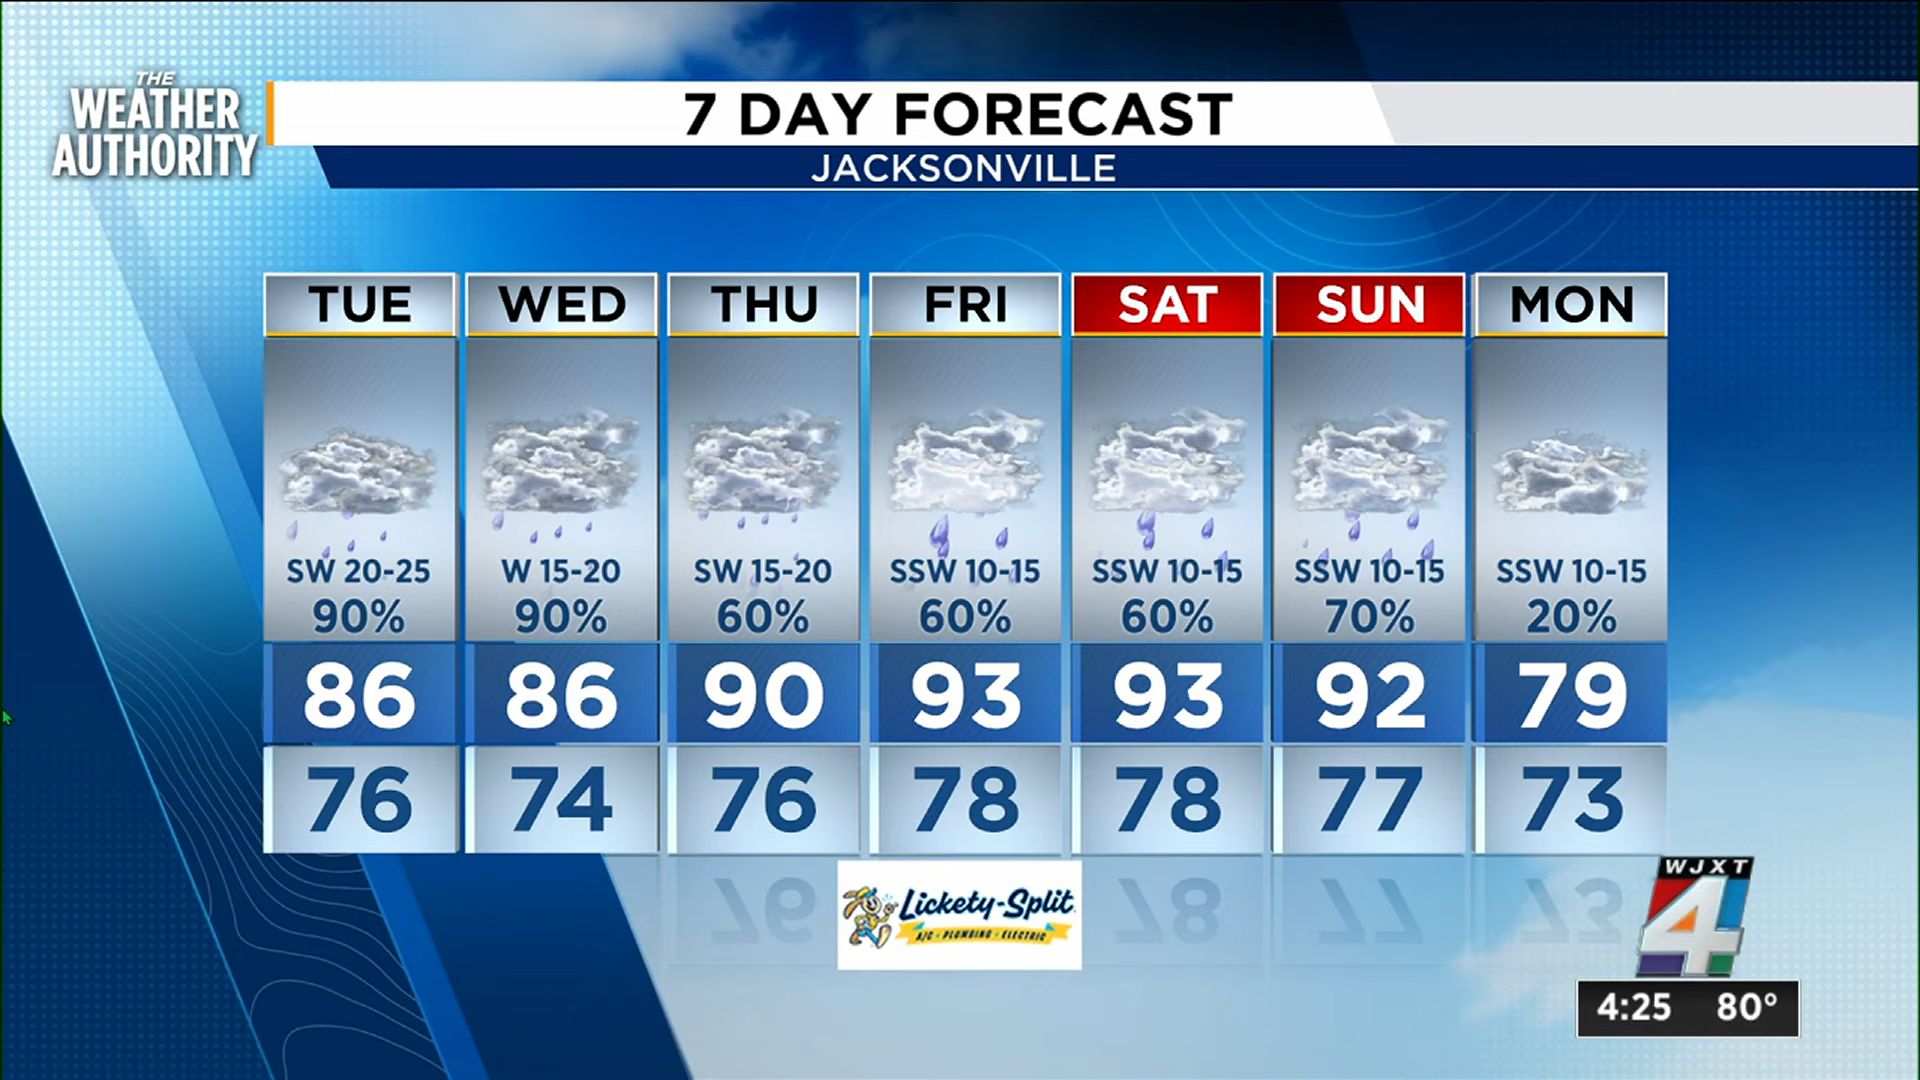 THE
WEATHER
AUTHORITY
7 DAY FORECAST
JACKSONVILLE
TUE WED THU FRI SAT SUN MON
SW 20-25 W 15-20 SW 15-20 SSW 10-15 SSW 10-15 SSW 10-15 SSW 10-15
90% 90% 60% 60% 60% 70% 20%
86 86 90 93 93 92 79
76 74 76 78 78 77 73
Lickety-Split
A/C • PLUMBING • ELECTRIC
WJXT
4
4:25 80°